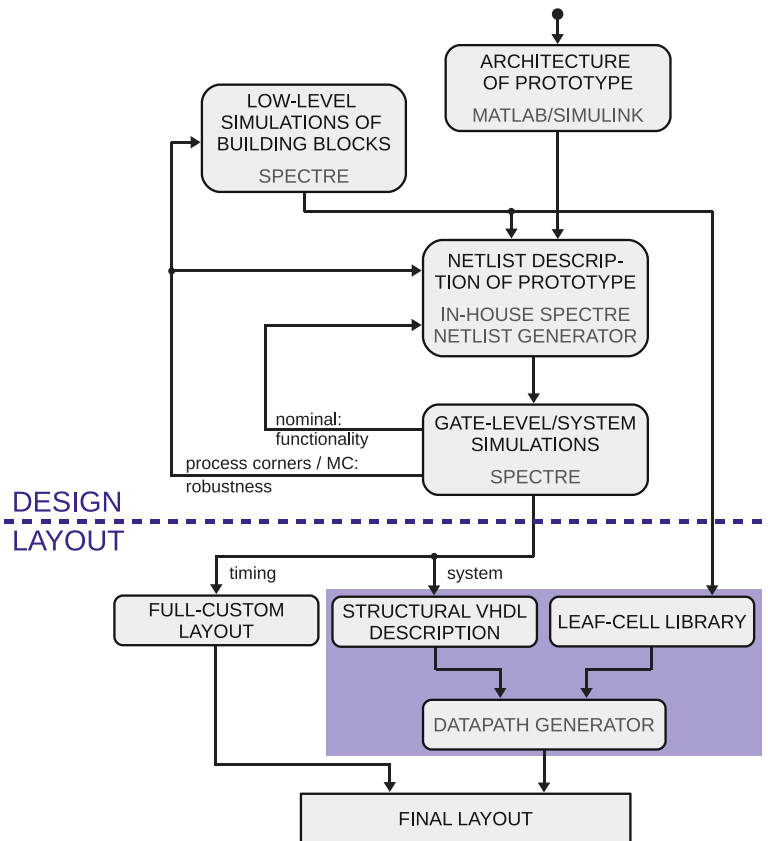 ARCHITECTURE
OF PROTOTYPE
MATLAB/SIMULINK
LOW-LEVEL
SIMULATIONS OF
BUILDING BLOCKS
SPECTRE
NETLIST DESCRIP-
TION OF PROTOTYPE
IN-HOUSE SPECTRE
NETLIST GENERATOR
nominal:
functionality
process corners / MC:
robustness
GATE-LEVEL/SYSTEM
SIMULATIONS
SPECTRE
DESIGN
LAYOUT
timing
system
FULL-CUSTOM
LAYOUT
STRUCTURAL VHDL
DESCRIPTION
LEAF-CELL LIBRARY
DATAPATH GENERATOR
FINAL LAYOUT